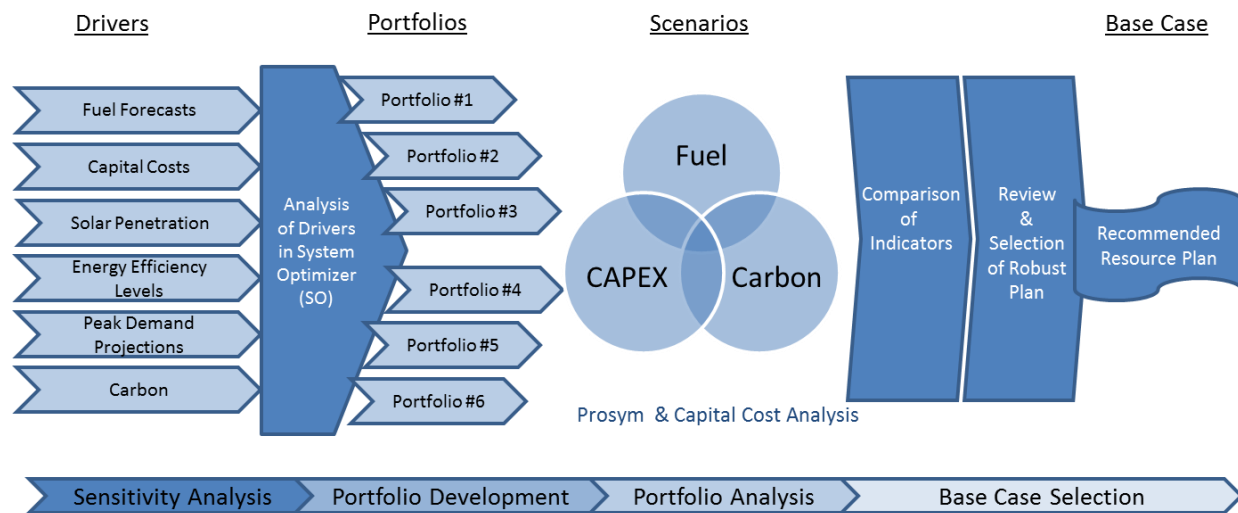 Drivers
Portfolios
Scenarios
Base Case
Fuel Forecasts
Capital Costs
Solar Penetration
Energy Efficiency
Levels
Peak Demand
Projections
Carbon
Analysis
of Drivers
in System
Optimizer
(SO)
Portfolio #1
Portfolio #2
Portfolio #3
Portfolio #4
Portfolio #5
Portfolio #6
Fuel
CAPEX
Carbon
Prosym & Capital Cost Analysis
Comparison
of
Indicators
Review
&
Selection
of Robust
Plan
Recommended
Resource Plan
Sensitivity Analysis
Portfolio Development
Portfolio Analysis
Base Case Selection